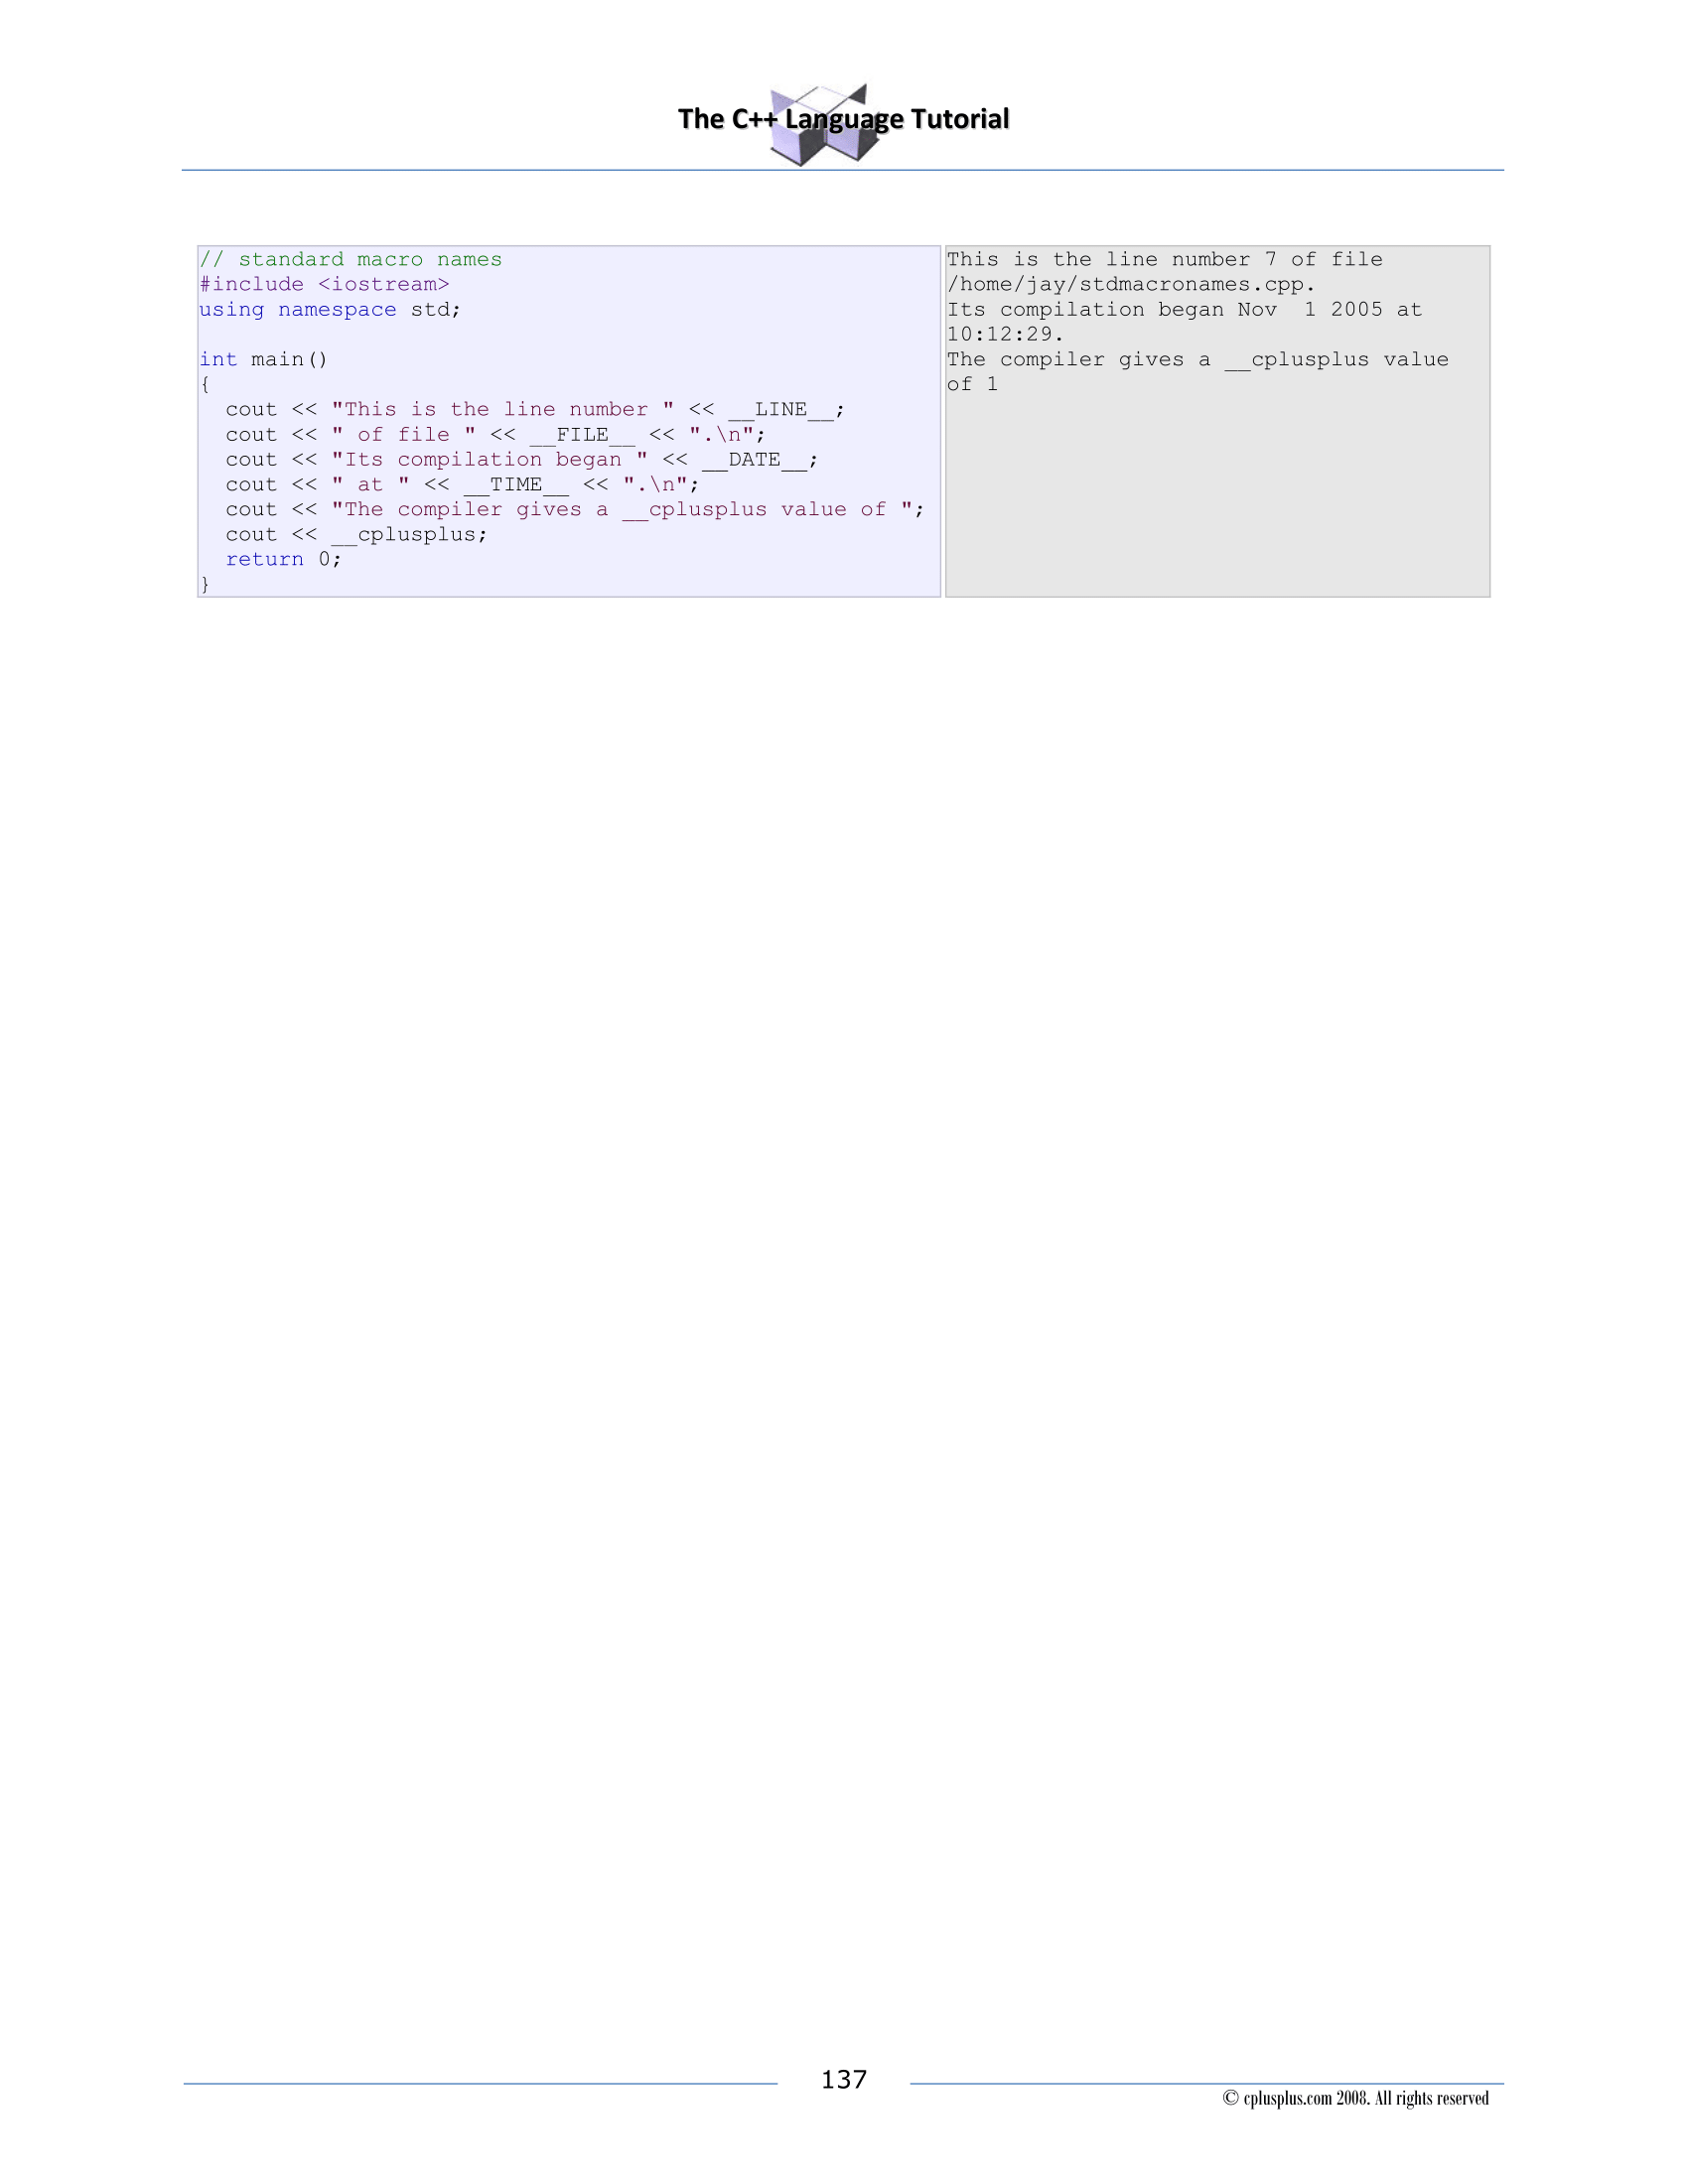 The C++ Language Tutorial
// standard macro names
#include <iostream>
using namespace std;

int main()
{
  cout << "This is the line number " << __LINE__;
  cout << " of file " << __FILE__ << ".\n";
  cout << "Its compilation began " << __DATE__;
  cout << " at " << __TIME__ << ".\n";
  cout << "The compiler gives a __cplusplus value of ";
  cout << __cplusplus;
  return 0;
}
This is the line number 7 of file
/home/jay/stdmacronames.cpp.
Its compilation began Nov  1 2005 at
10:12:29.
The compiler gives a __cplusplus value
of 1
137
© cplusplus.com 2008. All rights reserved